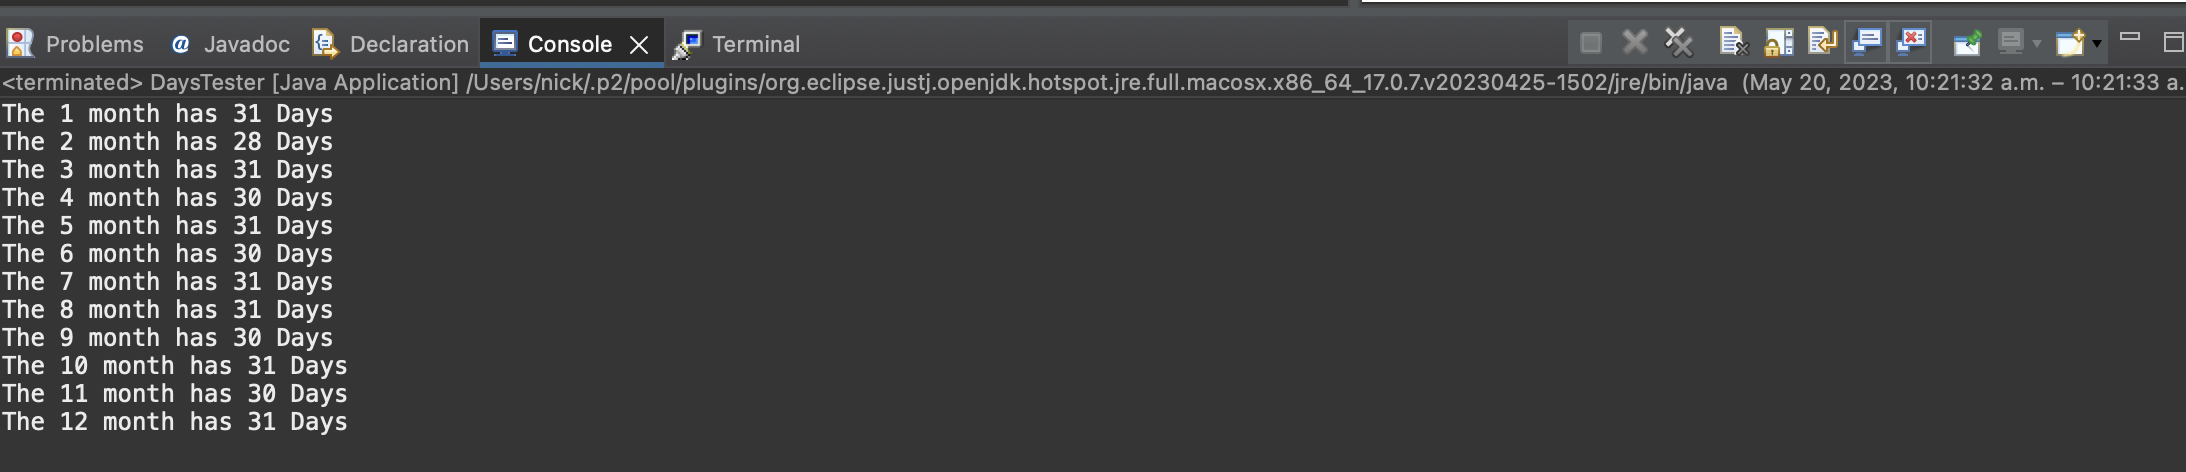 Problems @ Javadoc Declaration Console Terminal
<terminated> DaysTester [Java Application] /Users/nick/.p2/pool/plugins/org.eclipse.justj.openjdk.hotspot.jre.full.macosx.x86_64_17.0.7.v20230425-1502/jre/bin/java (May 20, 2023, 10:21:32 a.m. – 10:21:33 a.
The 1 month has 31 Days
The 2 month has 28 Days
The 3 month has 31 Days
The 4 month has 30 Days
The 5 month has 31 Days
The 6 month has 30 Days
The 7 month has 31 Days
The 8 month has 31 Days
The 9 month has 30 Days
The 10 month has 31 Days
The 11 month has 30 Days
The 12 month has 31 Days